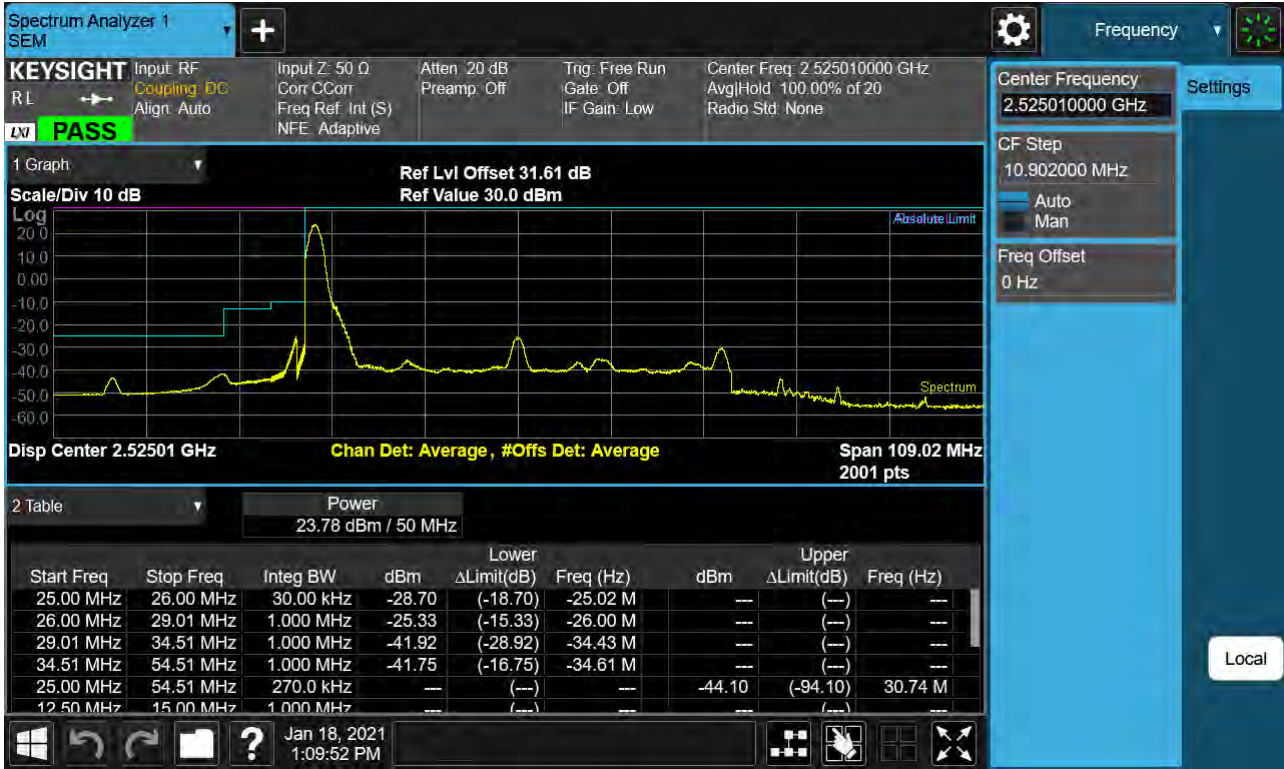 Spectrum Analyzer 1
SEM
+
Frequency
KEYSIGHT Input: RF Input Z: 50 Ω Atten: 20 dB Trig: Free Run Center Freq: 2.525010000 GHz
RL Coupling: DC Corr CCorr Preamp: Off Gate: Off Avg|Hold: 100.00% of 20
Align: Auto Freq Ref: Int (S) IF Gain: Low Radio Std: None
LXI PASS NFE: Adaptive
Center Frequency
2.525010000 GHz
Settings
CF Step
10.902000 MHz
Auto
Man
Freq Offset
0 Hz
1 Graph
Ref Lvl Offset 31.61 dB
Scale/Div 10 dB Ref Value 30.0 dBm
Log
Absolute Limit
20.0
10.0
0.00
-10.0
-20.0
-30.0
-40.0
-50.0
-60.0
Spectrum
Disp Center 2.52501 GHz Chan Det: Average , #Offs Det: Average Span 109.02 MHz
2001 pts
2 Table Power
23.78 dBm / 50 MHz
Lower Upper
Start Freq Stop Freq Integ BW dBm ΔLimit(dB) Freq (Hz) dBm ΔLimit(dB) Freq (Hz)
25.00 MHz 26.00 MHz 30.00 kHz -28.70 (-18.70) -25.02 M --- (---) ---
26.00 MHz 29.01 MHz 1.000 MHz -25.33 (-15.33) -26.00 M --- (---) ---
29.01 MHz 34.51 MHz 1.000 MHz -41.92 (-28.92) -34.43 M --- (---) ---
34.51 MHz 54.51 MHz 1.000 MHz -41.75 (-16.75) -34.61 M --- (---) ---
25.00 MHz 54.51 MHz 270.0 kHz --- (---) --- -44.10 (-94.10) 30.74 M
12.50 MHz 15.00 MHz 1.000 MHz --- (---) --- --- (---) ---
Local
? Jan 18, 2021
1:09:52 PM